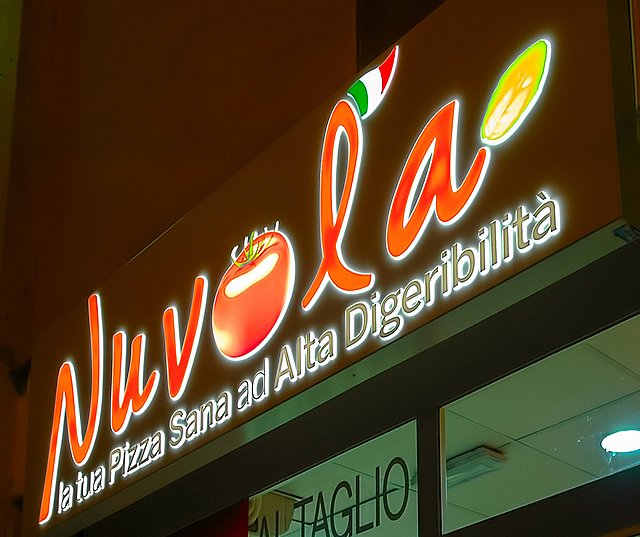 Nuvola
la tua Pizza Sana ad Alta Digeribilità
AL TAGLIO